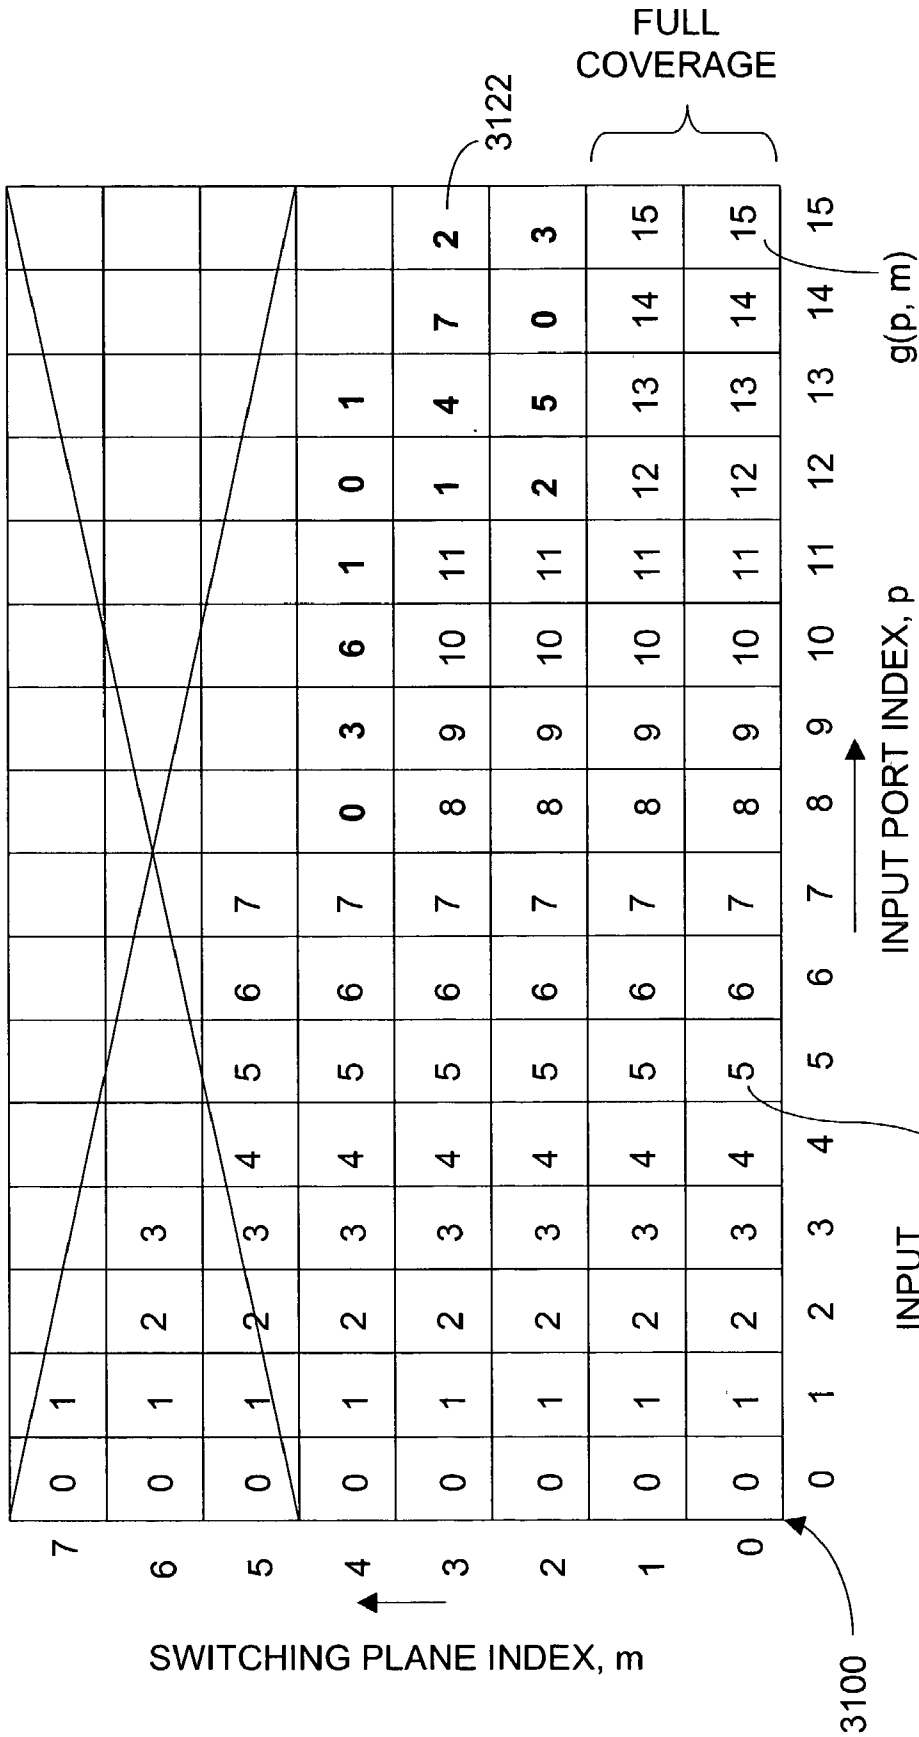 FULL
COVERAGE
3122
7 0 1
6 0 1 2 3
5 0 1 2 3 4 5 6 7
4 0 1 2 3 4 5 6 7 0 3 6 1 0 1
3 0 1 2 3 4 5 6 7 8 9 10 11 1 4 7 2
2 0 1 2 3 4 5 6 7 8 9 10 11 2 5 0 3
1 0 1 2 3 4 5 6 7 8 9 10 11 12 13 14 15
0 0 1 2 3 4 5 6 7 8 9 10 11 12 13 14 15
0 1 2 3 4 5 6 7 8 9 10 11 12 13 14 15
SWITCHING PLANE INDEX, m
INPUT PORT INDEX, p
g(p, m)
3100
INPUT